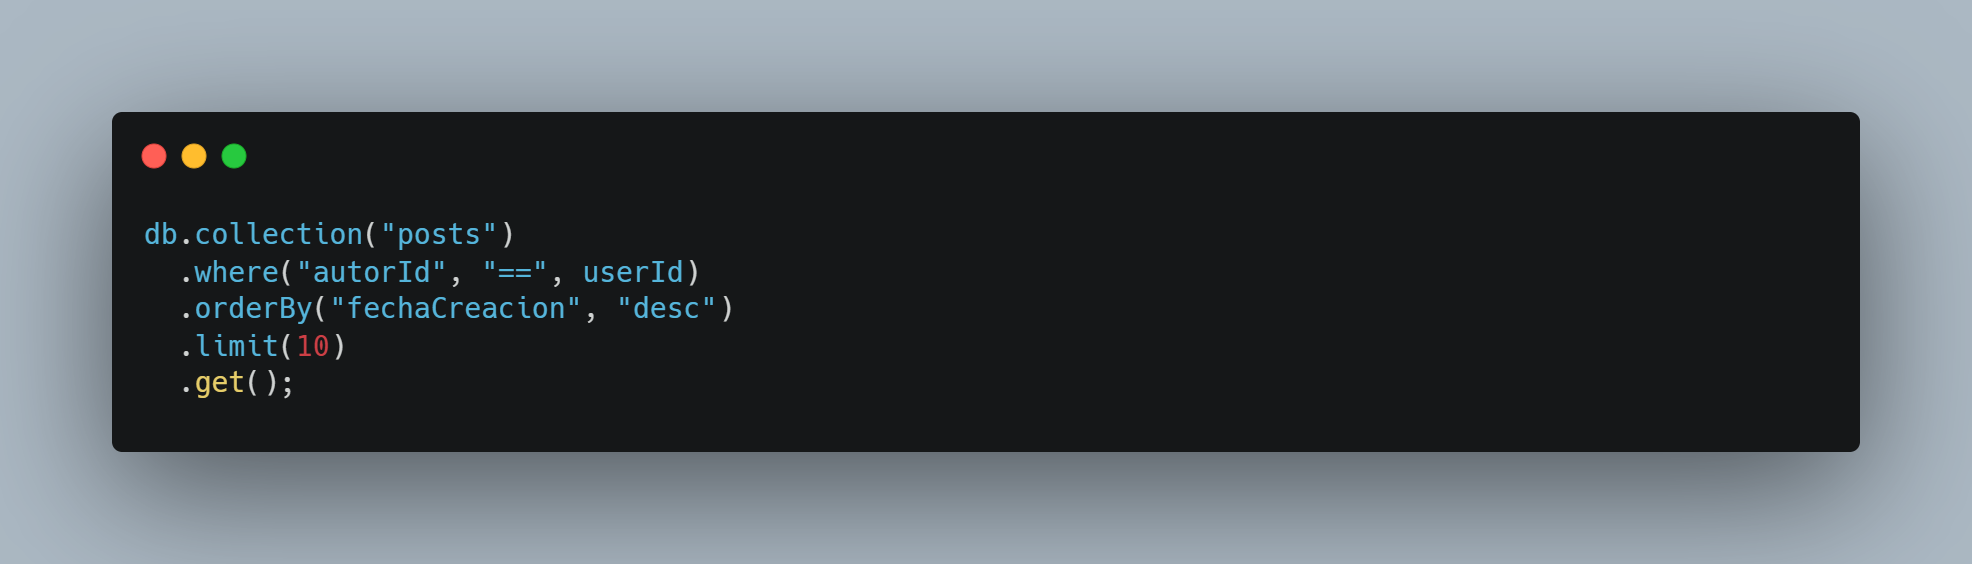 db.collection("posts")
  .where("autorId", "==", userId)
  .orderBy("fechaCreacion", "desc")
  .limit(10)
  .get();